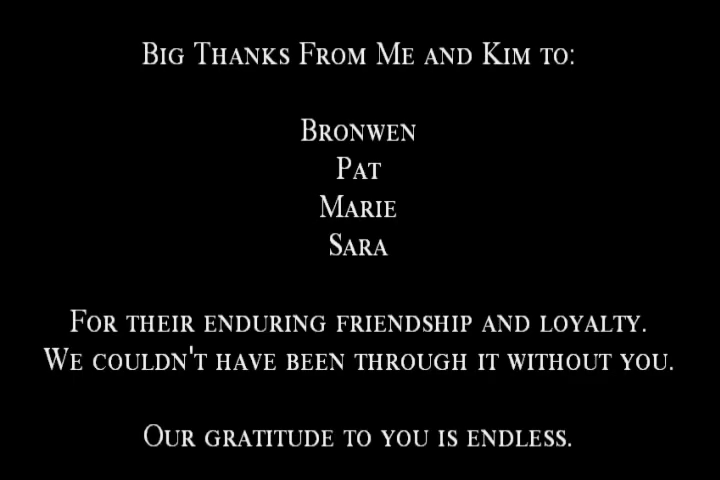 Big Thanks From Me and Kim to:
Bronwen
Pat
Marie
Sara
For their enduring friendship and loyalty.
We couldn't have been through it without you.
Our gratitude to you is endless.